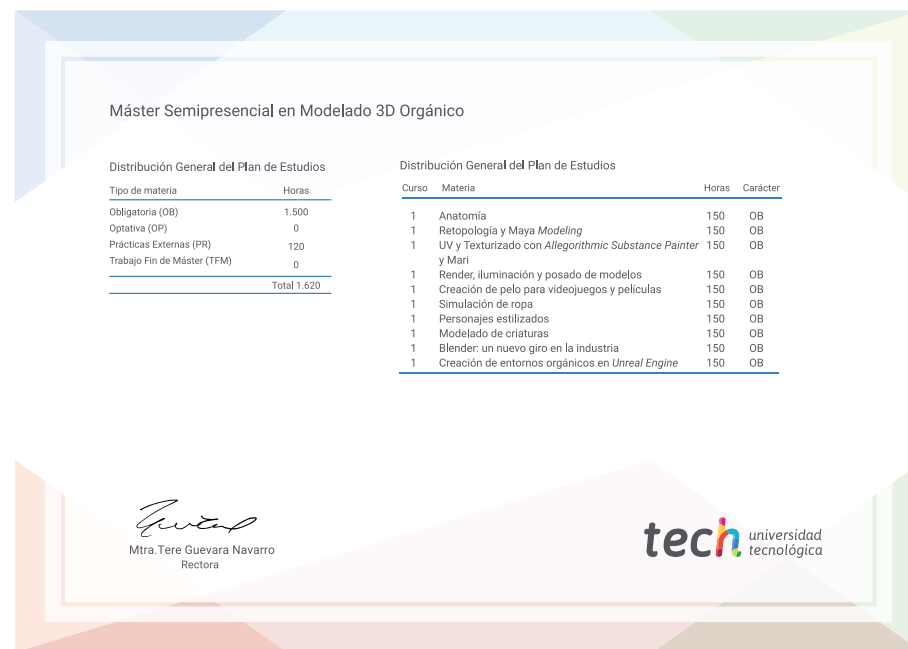 Máster Semipresencial en Modelado 3D Orgánico
Distribución General del Plan de Estudios
Tipo de materia Horas
Obligatoria (OB) 1.500
Optativa (OP) 0
Prácticas Externas (PR) 120
Trabajo Fin de Máster (TFM) 0
Total 1.620
Distribución General del Plan de Estudios
Curso Materia Horas Carácter
1 Anatomía 150 OB
1 Retopología y Maya Modeling 150 OB
1 UV y Texturizado con Allegorithmic Substance Painter 150 OB
y Mari
1 Render, iluminación y posado de modelos 150 OB
1 Creación de pelo para videojuegos y películas 150 OB
1 Simulación de ropa 150 OB
1 Personajes estilizados 150 OB
1 Modelado de criaturas 150 OB
1 Blender: un nuevo giro en la industria 150 OB
1 Creación de entornos orgánicos en Unreal Engine 150 OB
Mtra.Tere Guevara Navarro
Rectora
tech universidad
tecnológica